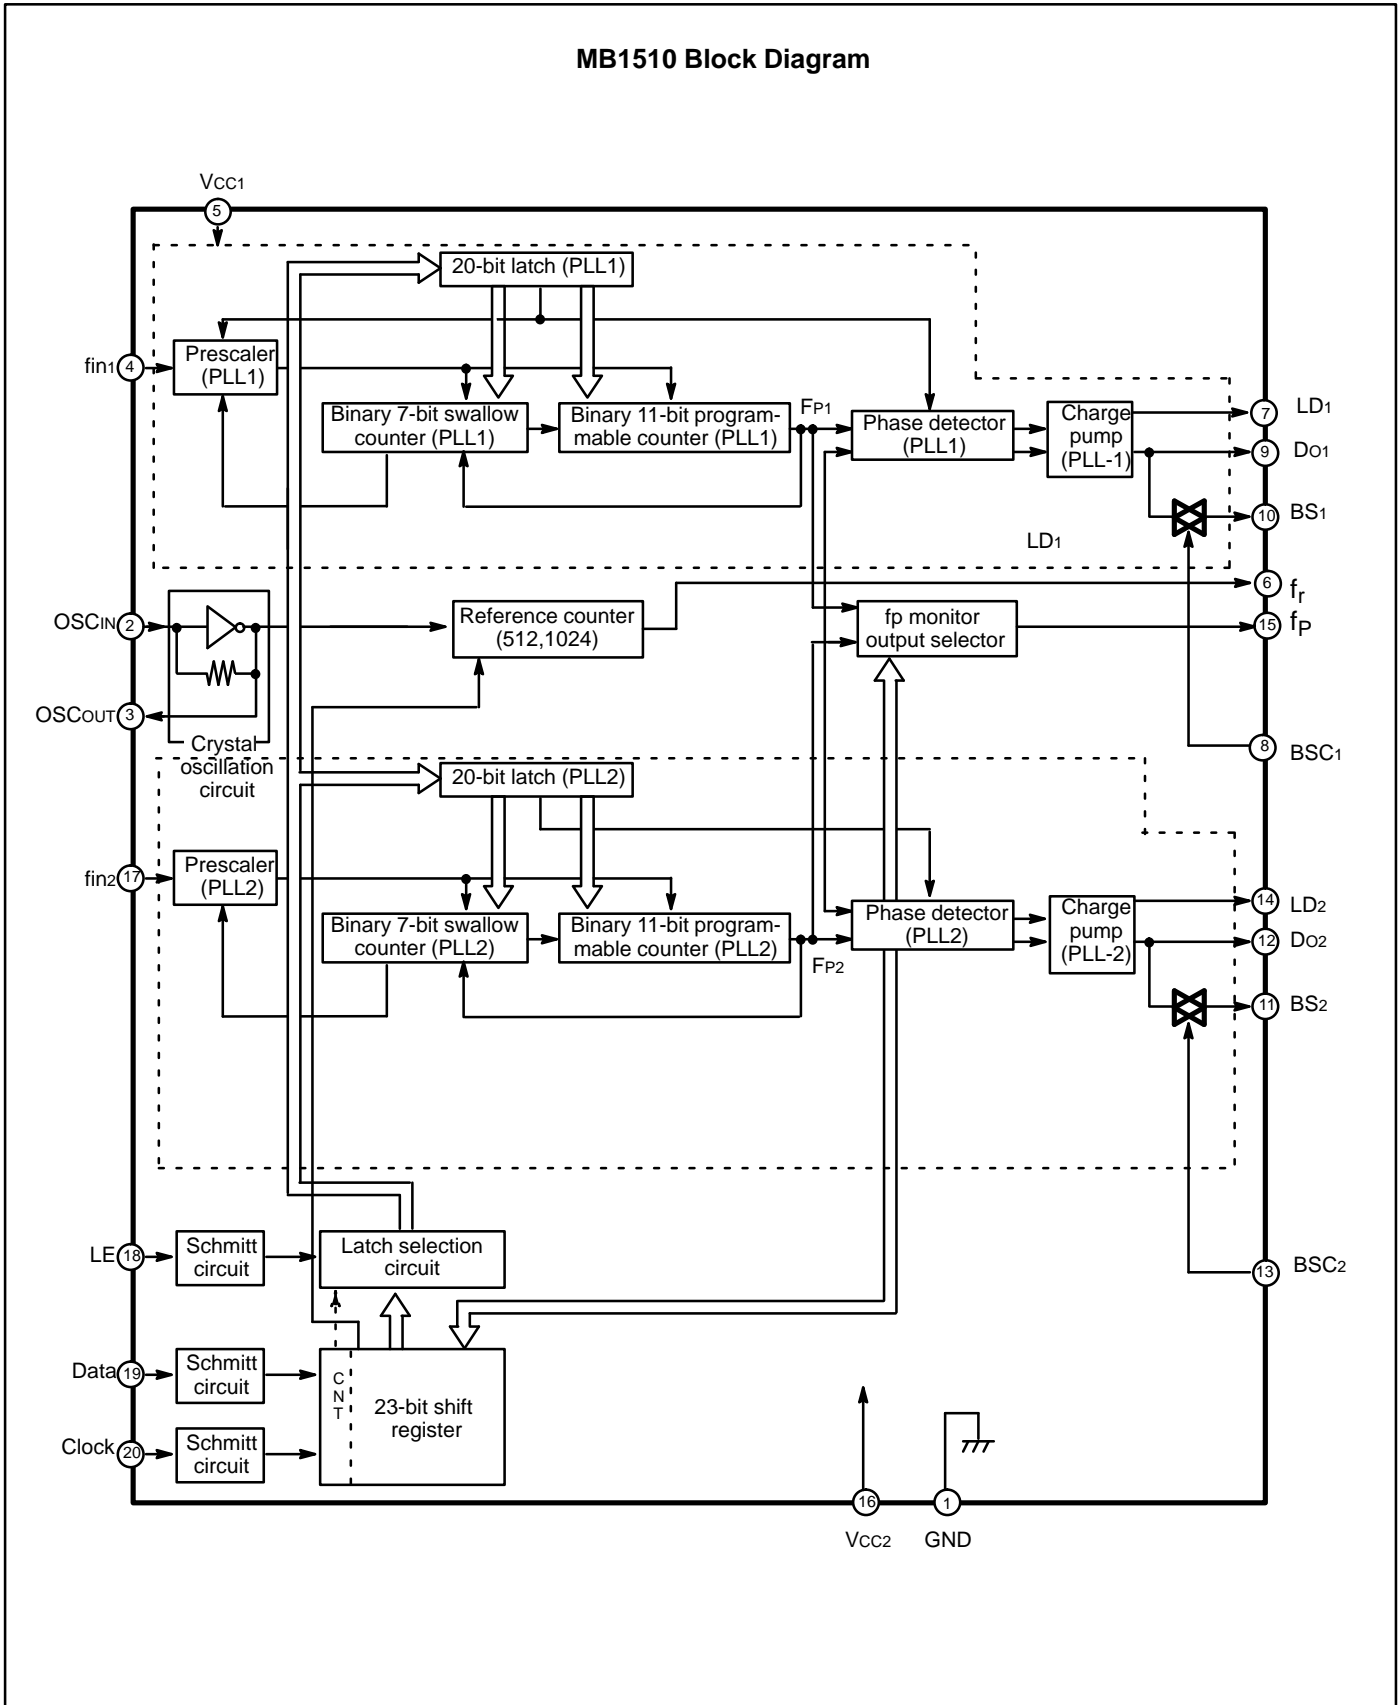 MB1510 Block Diagram
VCC1
5
20-bit latch (PLL1)
fin1
4
Prescaler
(PLL1)
Binary 7-bit swallow
counter (PLL1)
Binary 11-bit program-
mable counter (PLL1)
FP1
Phase detector
(PLL1)
Charge
pump
(PLL-1)
7
LD1
9
DO1
10
BS1
LD1
6
fr
OSCIN
2
Reference counter
(512,1024)
fp monitor
output selector
15
fP
OSCOUT
3
Crystal
oscillation
circuit
8
BSC1
20-bit latch (PLL2)
fin2
17
Prescaler
(PLL2)
Binary 7-bit swallow
counter (PLL2)
Binary 11-bit program-
mable counter (PLL2)
FP2
Phase detector
(PLL2)
Charge
pump
(PLL-2)
14
LD2
12
DO2
11
BS2
LE
18
Schmitt
circuit
Latch selection
circuit
13
BSC2
Data
19
Schmitt
circuit
C
N
T
23-bit shift
register
Clock
20
Schmitt
circuit
16
1
VCC2
GND